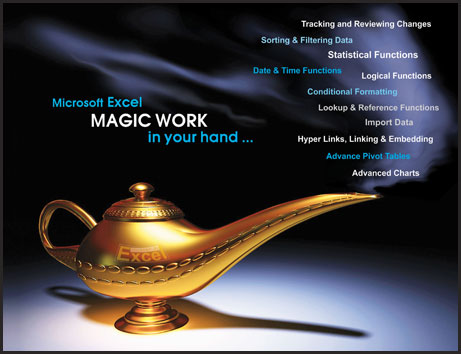 Tracking and Reviewing Changes
Sorting & Filtering Data
Statistical Functions
Date & Time Functions
Logical Functions
Conditional Formatting
Lookup & Reference Functions
Import Data
Hyper Links, Linking & Embedding
Advance Pivot Tables
Advanced Charts
Microsoft Excel
MAGIC WORK
in your hand ...
Excel